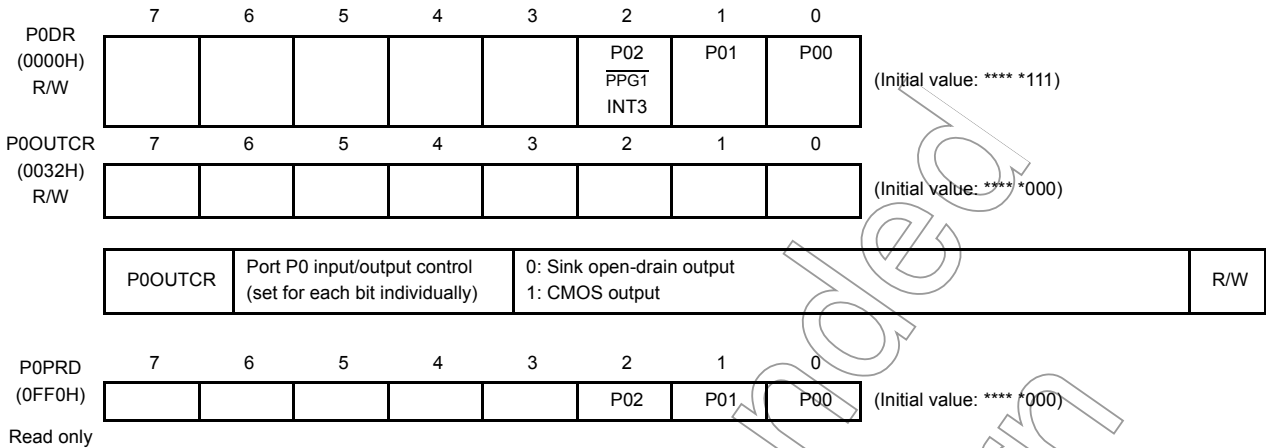 7 6 5 4 3 2 1 0
P0DR
(0000H)
R/W
P02 P01 P00
PPG1
INT3
(Initial value: **** *111)
P0OUTCR 7 6 5 4 3 2 1 0
(0032H)
R/W
(Initial value: **** *000)
P0OUTCR Port P0 input/output control 0: Sink open-drain output R/W
(set for each bit individually) 1: CMOS output
P0PRD 7 6 5 4 3 2 1 0
(0FF0H) P02 P01 P00 (Initial value: **** *000)
Read only